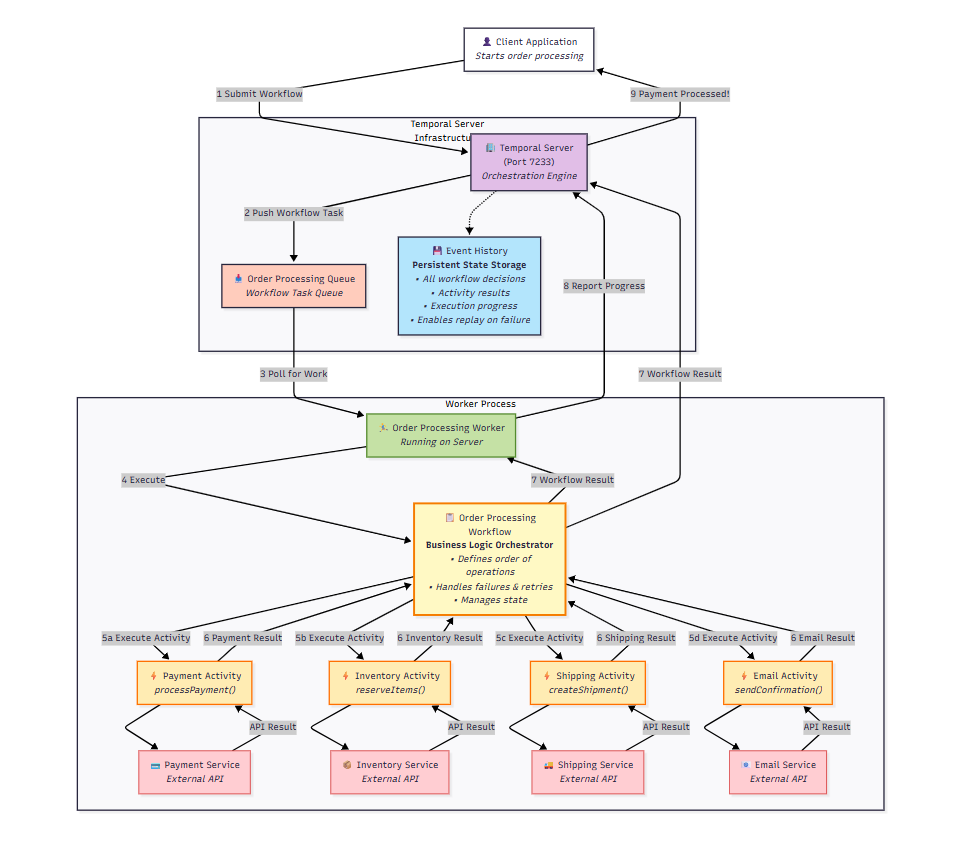 Client Application
Starts order processing
1 Submit Workflow
9 Payment Processed!
Temporal Server
Infrastructu
Temporal Server
(Port 7233)
Orchestration Engine
2 Push Workflow Task
Order Processing Queue
Workflow Task Queue
Event History
Persistent State Storage
• All workflow decisions
• Activity results
• Execution progress
• Enables replay on failure
8 Report Progress
3 Poll for Work
7 Workflow Result
Worker Process
Order Processing Worker
Running on Server
4 Execute
7 Workflow Result
Order Processing
Workflow
Business Logic Orchestrator
• Defines order of
operations
• Handles failures & retries
• Manages state
5a Execute Activity
6 Payment Result
5b Execute Activity
6 Inventory Result
5c Execute Activity
6 Shipping Result
5d Execute Activity
6 Email Result
Payment Activity
processPayment()
Inventory Activity
reserveItems()
Shipping Activity
createShipment()
Email Activity
sendConfirmation()
API Result
API Result
API Result
API Result
Payment Service
External API
Inventory Service
External API
Shipping Service
External API
Email Service
External API